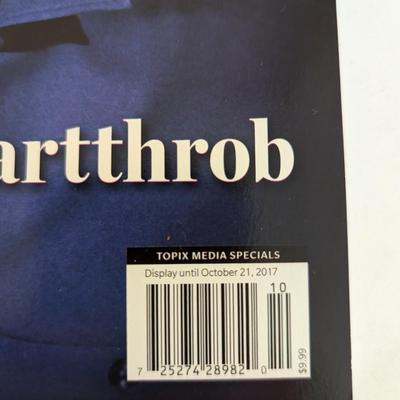 artthrob
TOPIX MEDIA SPECIALS
Display until October 21, 2017
10
7 25274 28982 0
$9.99